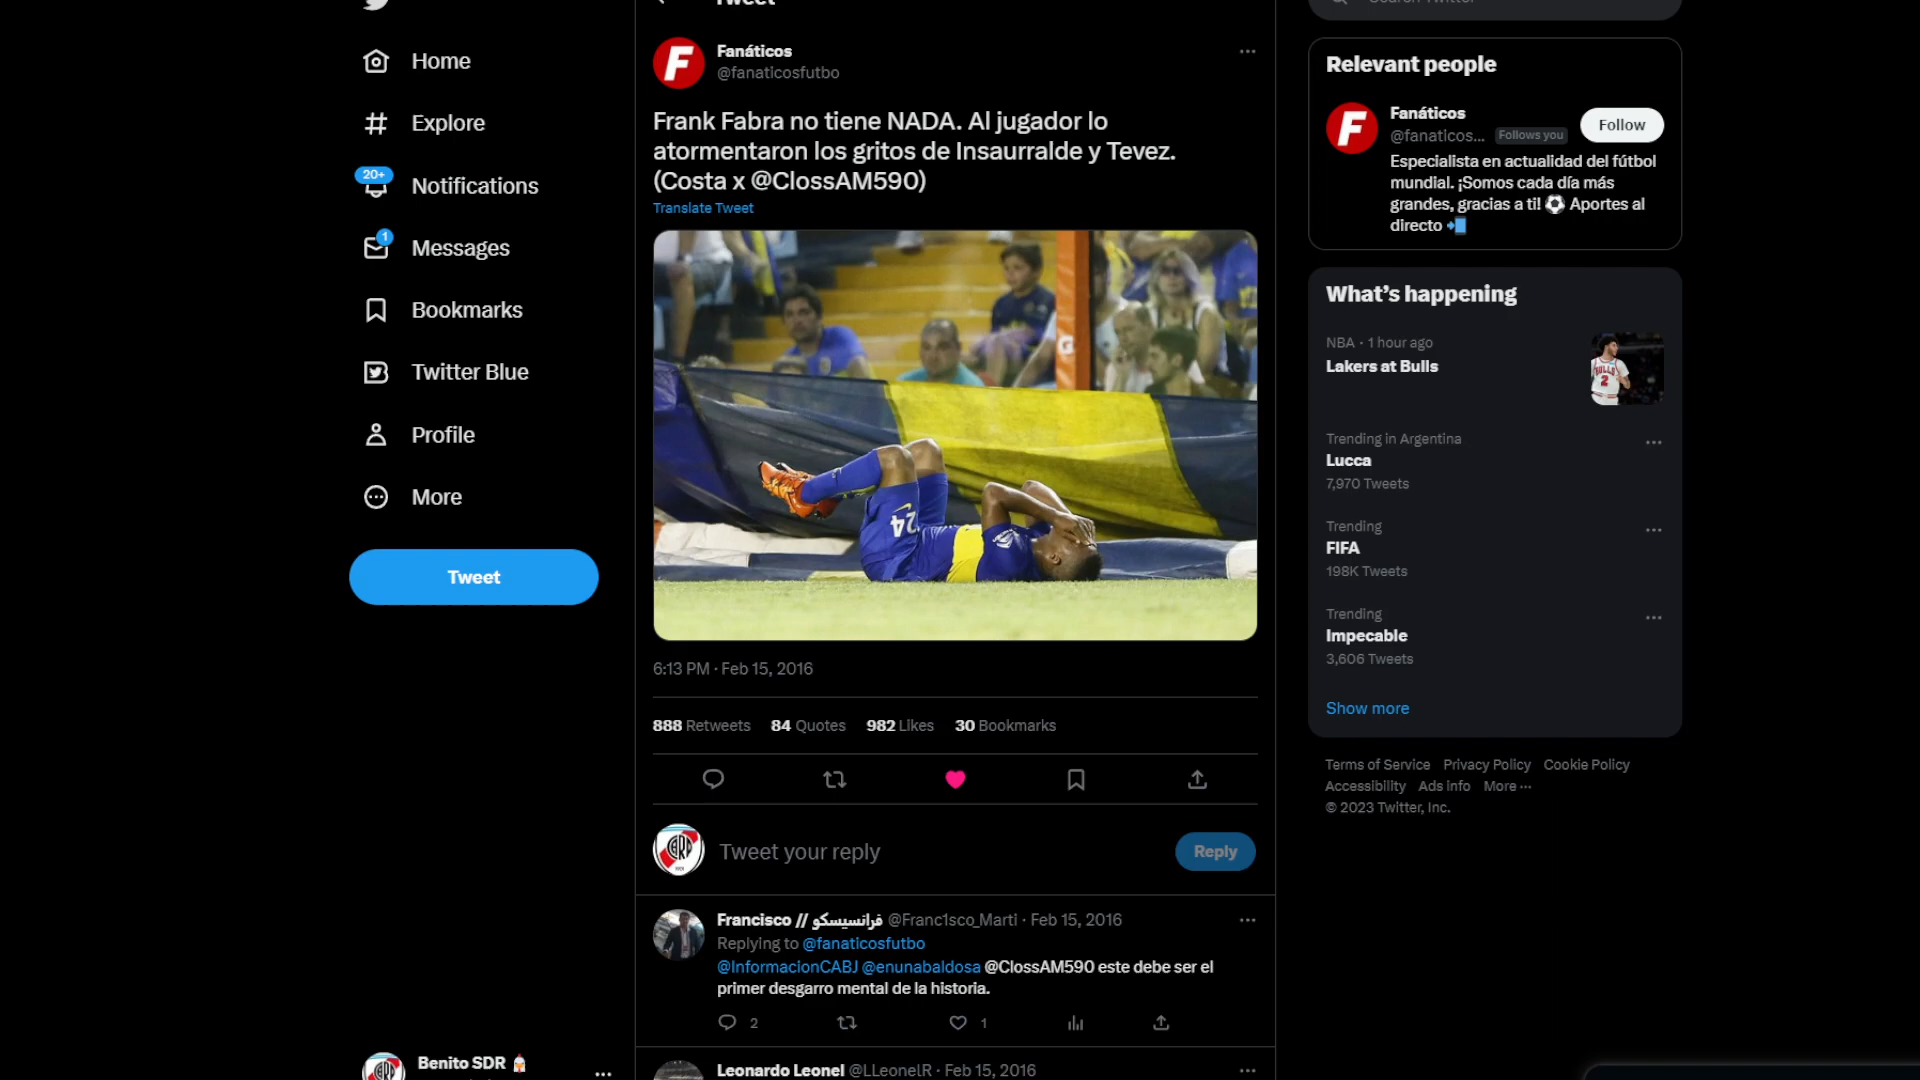 Tweet
Search Twitter
Home
Explore
20+
Notifications
1
Messages
Bookmarks
Twitter Blue
Profile
More
Tweet
Benito SDR
F
Fanáticos
@fanaticosfutbo
Frank Fabra no tiene NADA. Al jugador lo
atormentaron los gritos de Insaurralde y Tevez.
(Costa x @ClossAM590)
Translate Tweet
24
6:13 PM · Feb 15, 2016
888 Retweets 84 Quotes 982 Likes 30 Bookmarks
Tweet your reply
Reply
Francisco // فرانسيسكو @Franc1sco_Marti · Feb 15, 2016
Replying to @fanaticosfutbo
@InformacionCABJ @enunabaldosa @ClossAM590 este debe ser el
primer desgarro mental de la historia.
2
1
Leonardo Leonel @LLeonelR · Feb 15, 2016
Relevant people
F
Fanáticos
@fanaticos... Follows you
Follow
Especialista en actualidad del fútbol
mundial. ¡Somos cada día más
grandes, gracias a ti! Aportes al
directo
What's happening
NBA · 1 hour ago
Lakers at Bulls
BULLS
2
Trending in Argentina
Lucca
7,970 Tweets
Trending
FIFA
198K Tweets
Trending
Impecable
3,606 Tweets
Show more
Terms of Service Privacy Policy Cookie Policy
Accessibility Ads info More ···
© 2023 Twitter, Inc.